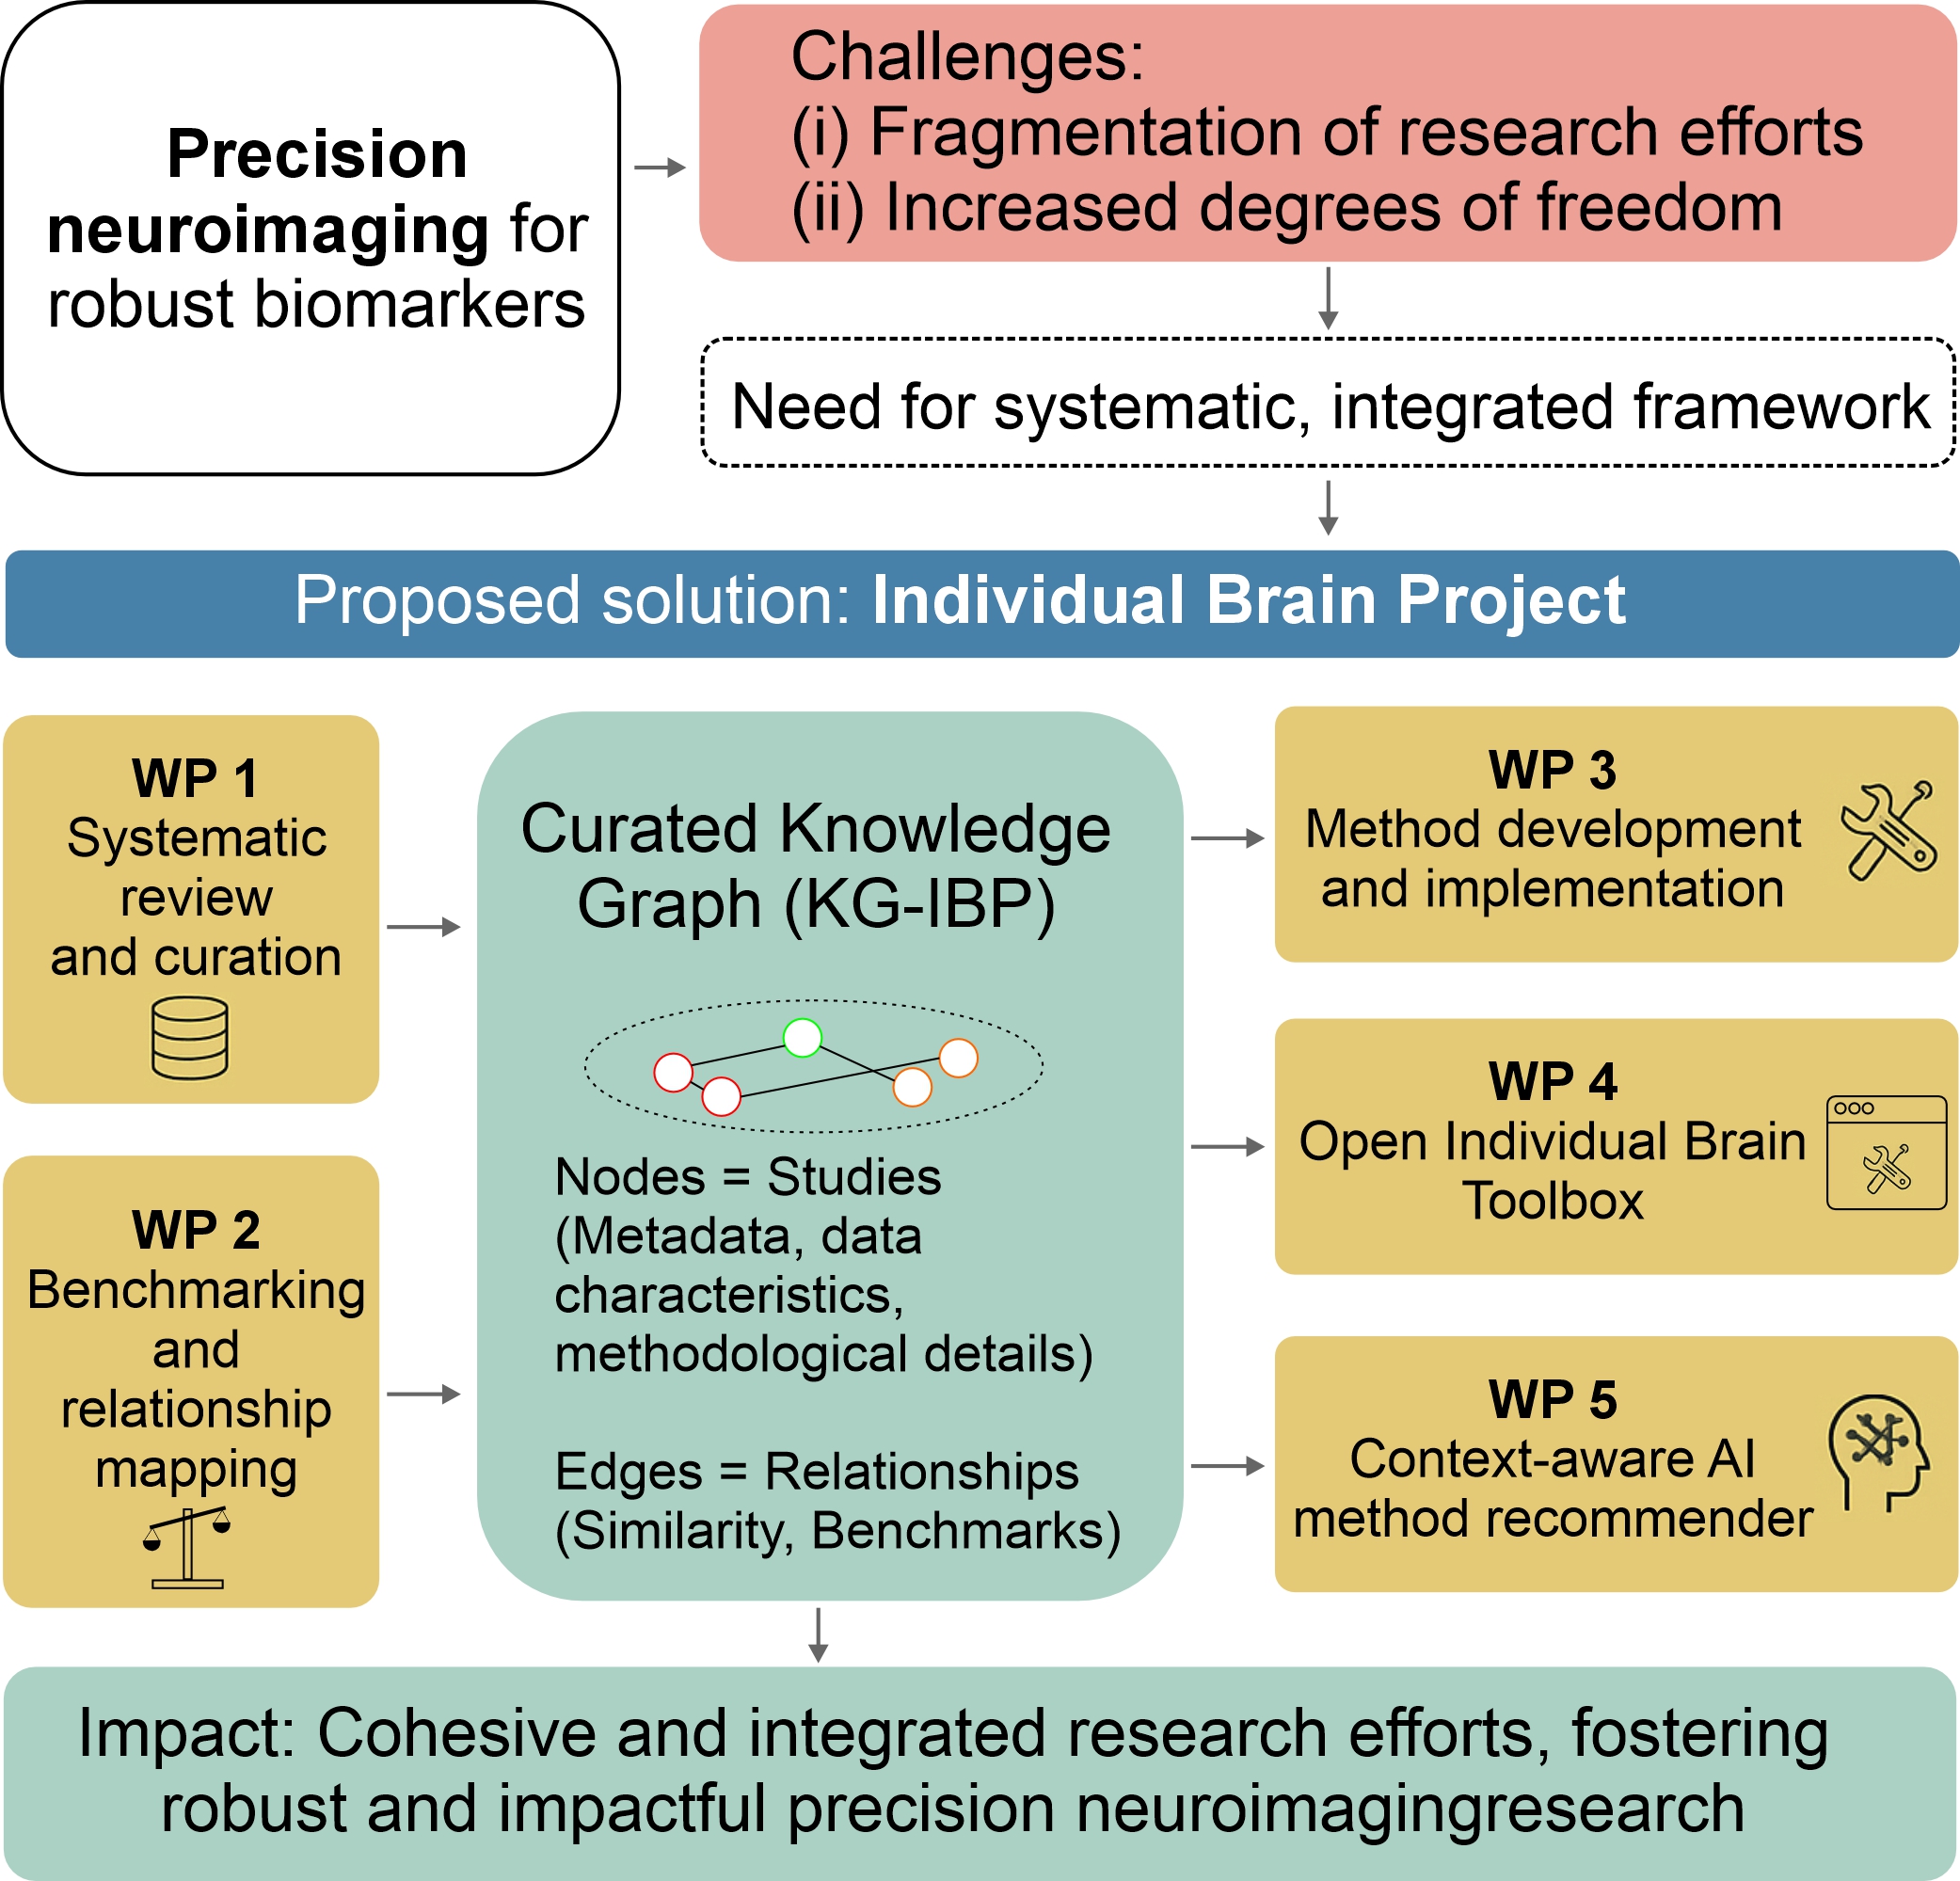 Precision
neuroimaging for
robust biomarkers
Challenges:
(i) Fragmentation of research efforts
(ii) Increased degrees of freedom
Need for systematic, integrated framework
Proposed solution: Individual Brain Project
WP 1
Systematic
review
and curation
WP 2
Benchmarking
and
relationship
mapping
Curated Knowledge
Graph (KG-IBP)
Nodes = Studies
(Metadata, data
characteristics,
methodological details)
Edges = Relationships
(Similarity, Benchmarks)
WP 3
Method development
and implementation
WP 4
Open Individual Brain
Toolbox
WP 5
Context-aware AI
method recommender
Impact: Cohesive and integrated research efforts, fostering
robust and impactful precision neuroimagingresearch